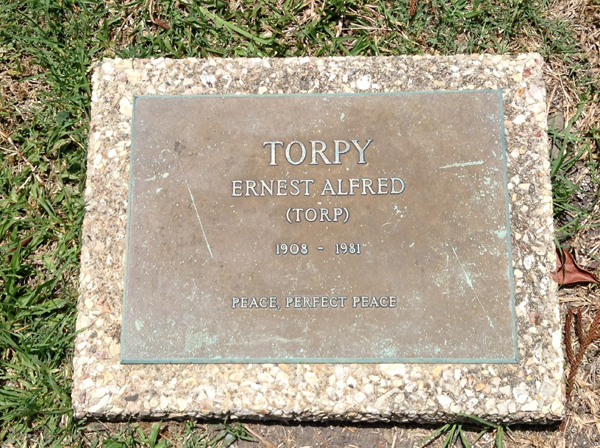 TORPY
ERNEST ALFRED
(TORP)
1908 - 1981
PEACE, PERFECT PEACE